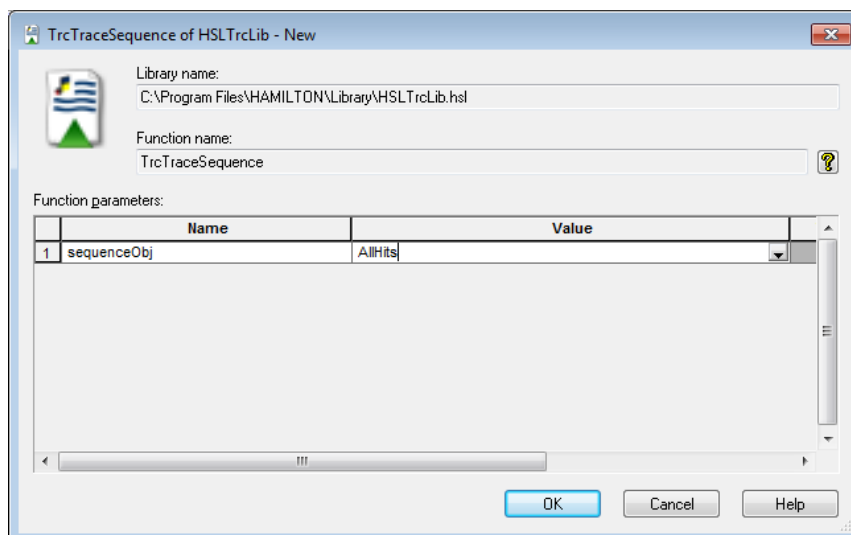 TrcTraceSequence of HSLTrcLib - New
Library name:
C:\Program Files\HAMILTON\Library\HSLTrcLib.hsl
Function name:
TrcTraceSequence
Function parameters:
Name Value
1 sequenceObj AllHits
OK Cancel Help